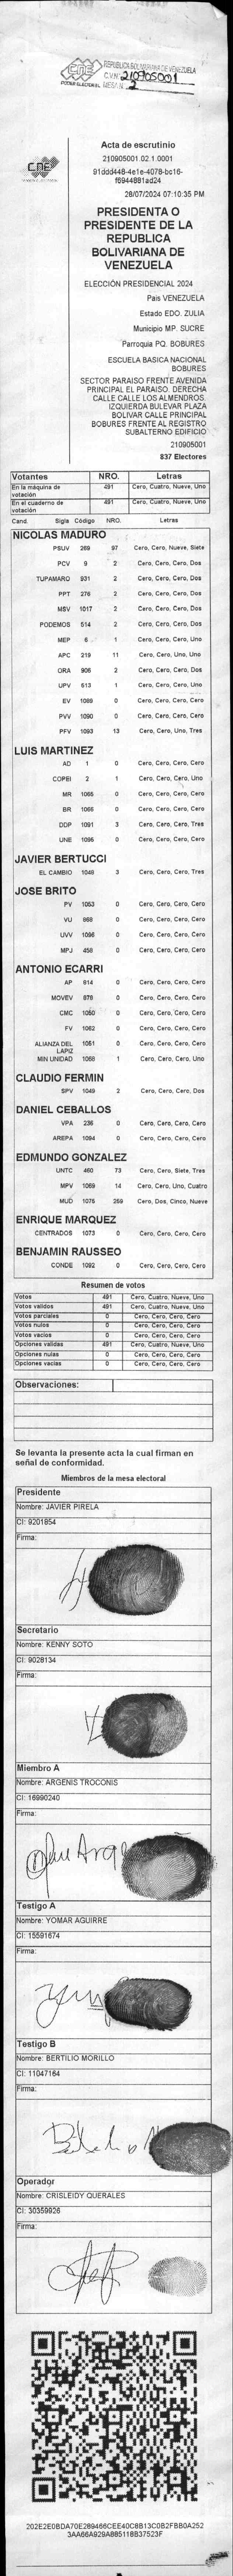 CNE
PODER ELECTORAL
REPUBLICA BOLIVARIANA DE VENEZUELA
C.V.Nº 210905001
MESA Nº 2
CNE
Acta de escrutinio
210905001.02.1.0001
91ddd448-4e1e-4078-bc16-
f6944881ad24
28/07/2024 07:10:35 PM
PRESIDENTA O
PRESIDENTE DE LA
REPUBLICA
BOLIVARIANA DE
VENEZUELA
ELECCIÓN PRESIDENCIAL 2024
Pais VENEZUELA
Estado EDO. ZULIA
Municipio MP. SUCRE
Parroquia PQ. BOBURES
ESCUELA BASICA NACIONAL
BOBURES
SECTOR PARAISO FRENTE AVENIDA
PRINCIPAL EL PARAISO. DERECHA
CALLE CALLE LOS ALMENDROS.
IZQUIERDA BULEVAR PLAZA
BOLIVAR CALLE PRINCIPAL
BOBURES FRENTE AL REGISTRO
SUBALTERNO EDIFICIO
210905001
837 Electores
Votantes NRO. Letras
En la máquina de votación 491 Cero, Cuatro, Nueve, Uno
En el cuaderno de votación 491 Cero, Cuatro, Nueve, Uno
Cand. Sigla Código NRO. Letras
NICOLAS MADURO
PSUV 269 97 Cero, Cero, Nueve, Siete
PCV 9 2 Cero, Cero, Cero, Dos
TUPAMARO 931 2 Cero, Cero, Cero, Dos
PPT 276 2 Cero, Cero, Cero, Dos
MSV 1017 2 Cero, Cero, Cero, Dos
PODEMOS 514 2 Cero, Cero, Cero, Dos
MEP 6 1 Cero, Cero, Cero, Uno
APC 219 11 Cero, Cero, Uno, Uno
ORA 906 2 Cero, Cero, Cero, Dos
UPV 513 1 Cero, Cero, Cero, Uno
EV 1089 0 Cero, Cero, Cero, Cero
PVV 1090 0 Cero, Cero, Cero, Cero
PFV 1093 13 Cero, Cero, Uno, Tres
LUIS MARTINEZ
AD 1 0 Cero, Cero, Cero, Cero
COPEI 2 1 Cero, Cero, Cero, Uno
MR 1055 0 Cero, Cero, Cero, Cero
BR 1066 0 Cero, Cero, Cero, Cero
DDP 1091 3 Cero, Cero, Cero, Tres
UNE 1095 0 Cero, Cero, Cero, Cero
JAVIER BERTUCCI
EL CAMBIO 1048 3 Cero, Cero, Cero, Tres
JOSE BRITO
PV 1053 0 Cero, Cero, Cero, Cero
VU 868 0 Cero, Cero, Cero, Cero
UVV 1096 0 Cero, Cero, Cero, Cero
MPJ 458 0 Cero, Cero, Cero, Cero
ANTONIO ECARRI
AP 814 0 Cero, Cero, Cero, Cero
MOVEV 878 0 Cero, Cero, Cero, Cero
CMC 1050 0 Cero, Cero, Cero, Cero
FV 1062 0 Cero, Cero, Cero, Cero
ALIANZA DEL LAPIZ 1051 0 Cero, Cero, Cero, Cero
MIN UNIDAD 1068 1 Cero, Cero, Cero, Uno
CLAUDIO FERMIN
SPV 1049 2 Cero, Cero, Cero, Dos
DANIEL CEBALLOS
VPA 236 0 Cero, Cero, Cero, Cero
AREPA 1094 0 Cero, Cero, Cero, Cero
EDMUNDO GONZALEZ
UNTC 460 73 Cero, Cero, Siete, Tres
MPV 1069 14 Cero, Cero, Uno, Cuatro
MUD 1075 259 Cero, Dos, Cinco, Nueve
ENRIQUE MARQUEZ
CENTRADOS 1073 0 Cero, Cero, Cero, Cero
BENJAMIN RAUSSEO
CONDE 1092 0 Cero, Cero, Cero, Cero
Resumen de votos
Votos 491 Cero, Cuatro, Nueve, Uno
Votos validos 491 Cero, Cuatro, Nueve, Uno
Votos parciales 0 Cero, Cero, Cero, Cero
Votos nulos 0 Cero, Cero, Cero, Cero
Votos vacios 0 Cero, Cero, Cero, Cero
Opciones validas 491 Cero, Cuatro, Nueve, Uno
Opciones nulas 0 Cero, Cero, Cero, Cero
Opciones vacias 0 Cero, Cero, Cero, Cero
Observaciones:
Se levanta la presente acta la cual firman en
señal de conformidad.
Miembros de la mesa electoral
Presidente
Nombre: JAVIER PIRELA
CI: 9201854
Firma:
Secretario
Nombre: KENNY SOTO
CI: 9028134
Firma:
Miembro A
Nombre: ARGENIS TROCONIS
CI: 16990240
Firma:
Testigo A
Nombre: YOMAR AGUIRRE
CI: 15591674
Firma:
Testigo B
Nombre: BERTILIO MORILLO
CI: 11047164
Firma:
Operador
Nombre: CRISLEIDY QUERALES
CI: 30359926
Firma:
202E2E0BDA70E289466CEE40C8B13C0B2FBB0A252
3AA66A929A885118B37523F